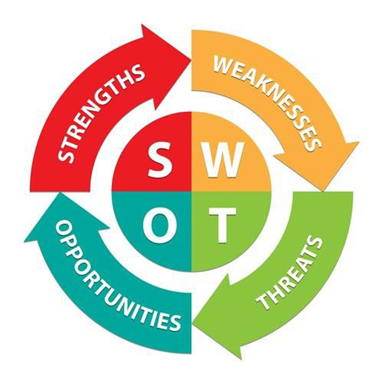 STRENGTHS
WEAKNESSES
S W
O T
OPPORTUNITIES
THREATS